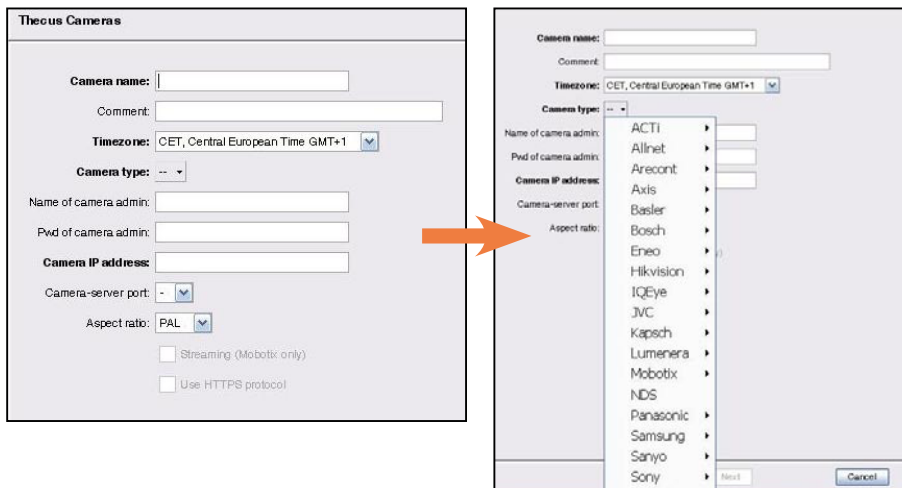 Thecus Cameras
Camera name:
Comment:
Timezone: CET, Central European Time GMT+1
Camera type: --
Name of camera admin:
Pwd of camera admin:
Camera IP address:
Camera-server port: -
Aspect ratio: PAL
Streaming (Mobotix only)
Use HTTPS protocol
Camera name:
Comment:
Timezone: CET, Central European Time GMT+1
Camera type: --
Name of camera admin:
Pwd of camera admin:
Camera IP address:
Camera-server port:
Aspect ratio:
ACTi
Allnet
Arecont
Axis
Basler
Bosch
Eneo
Hikvision
IQEye
JVC
Kapsch
Lumenera
Mobotix
NDS
Panasonic
Samsung
Sanyo
Sony
Next
Cancel